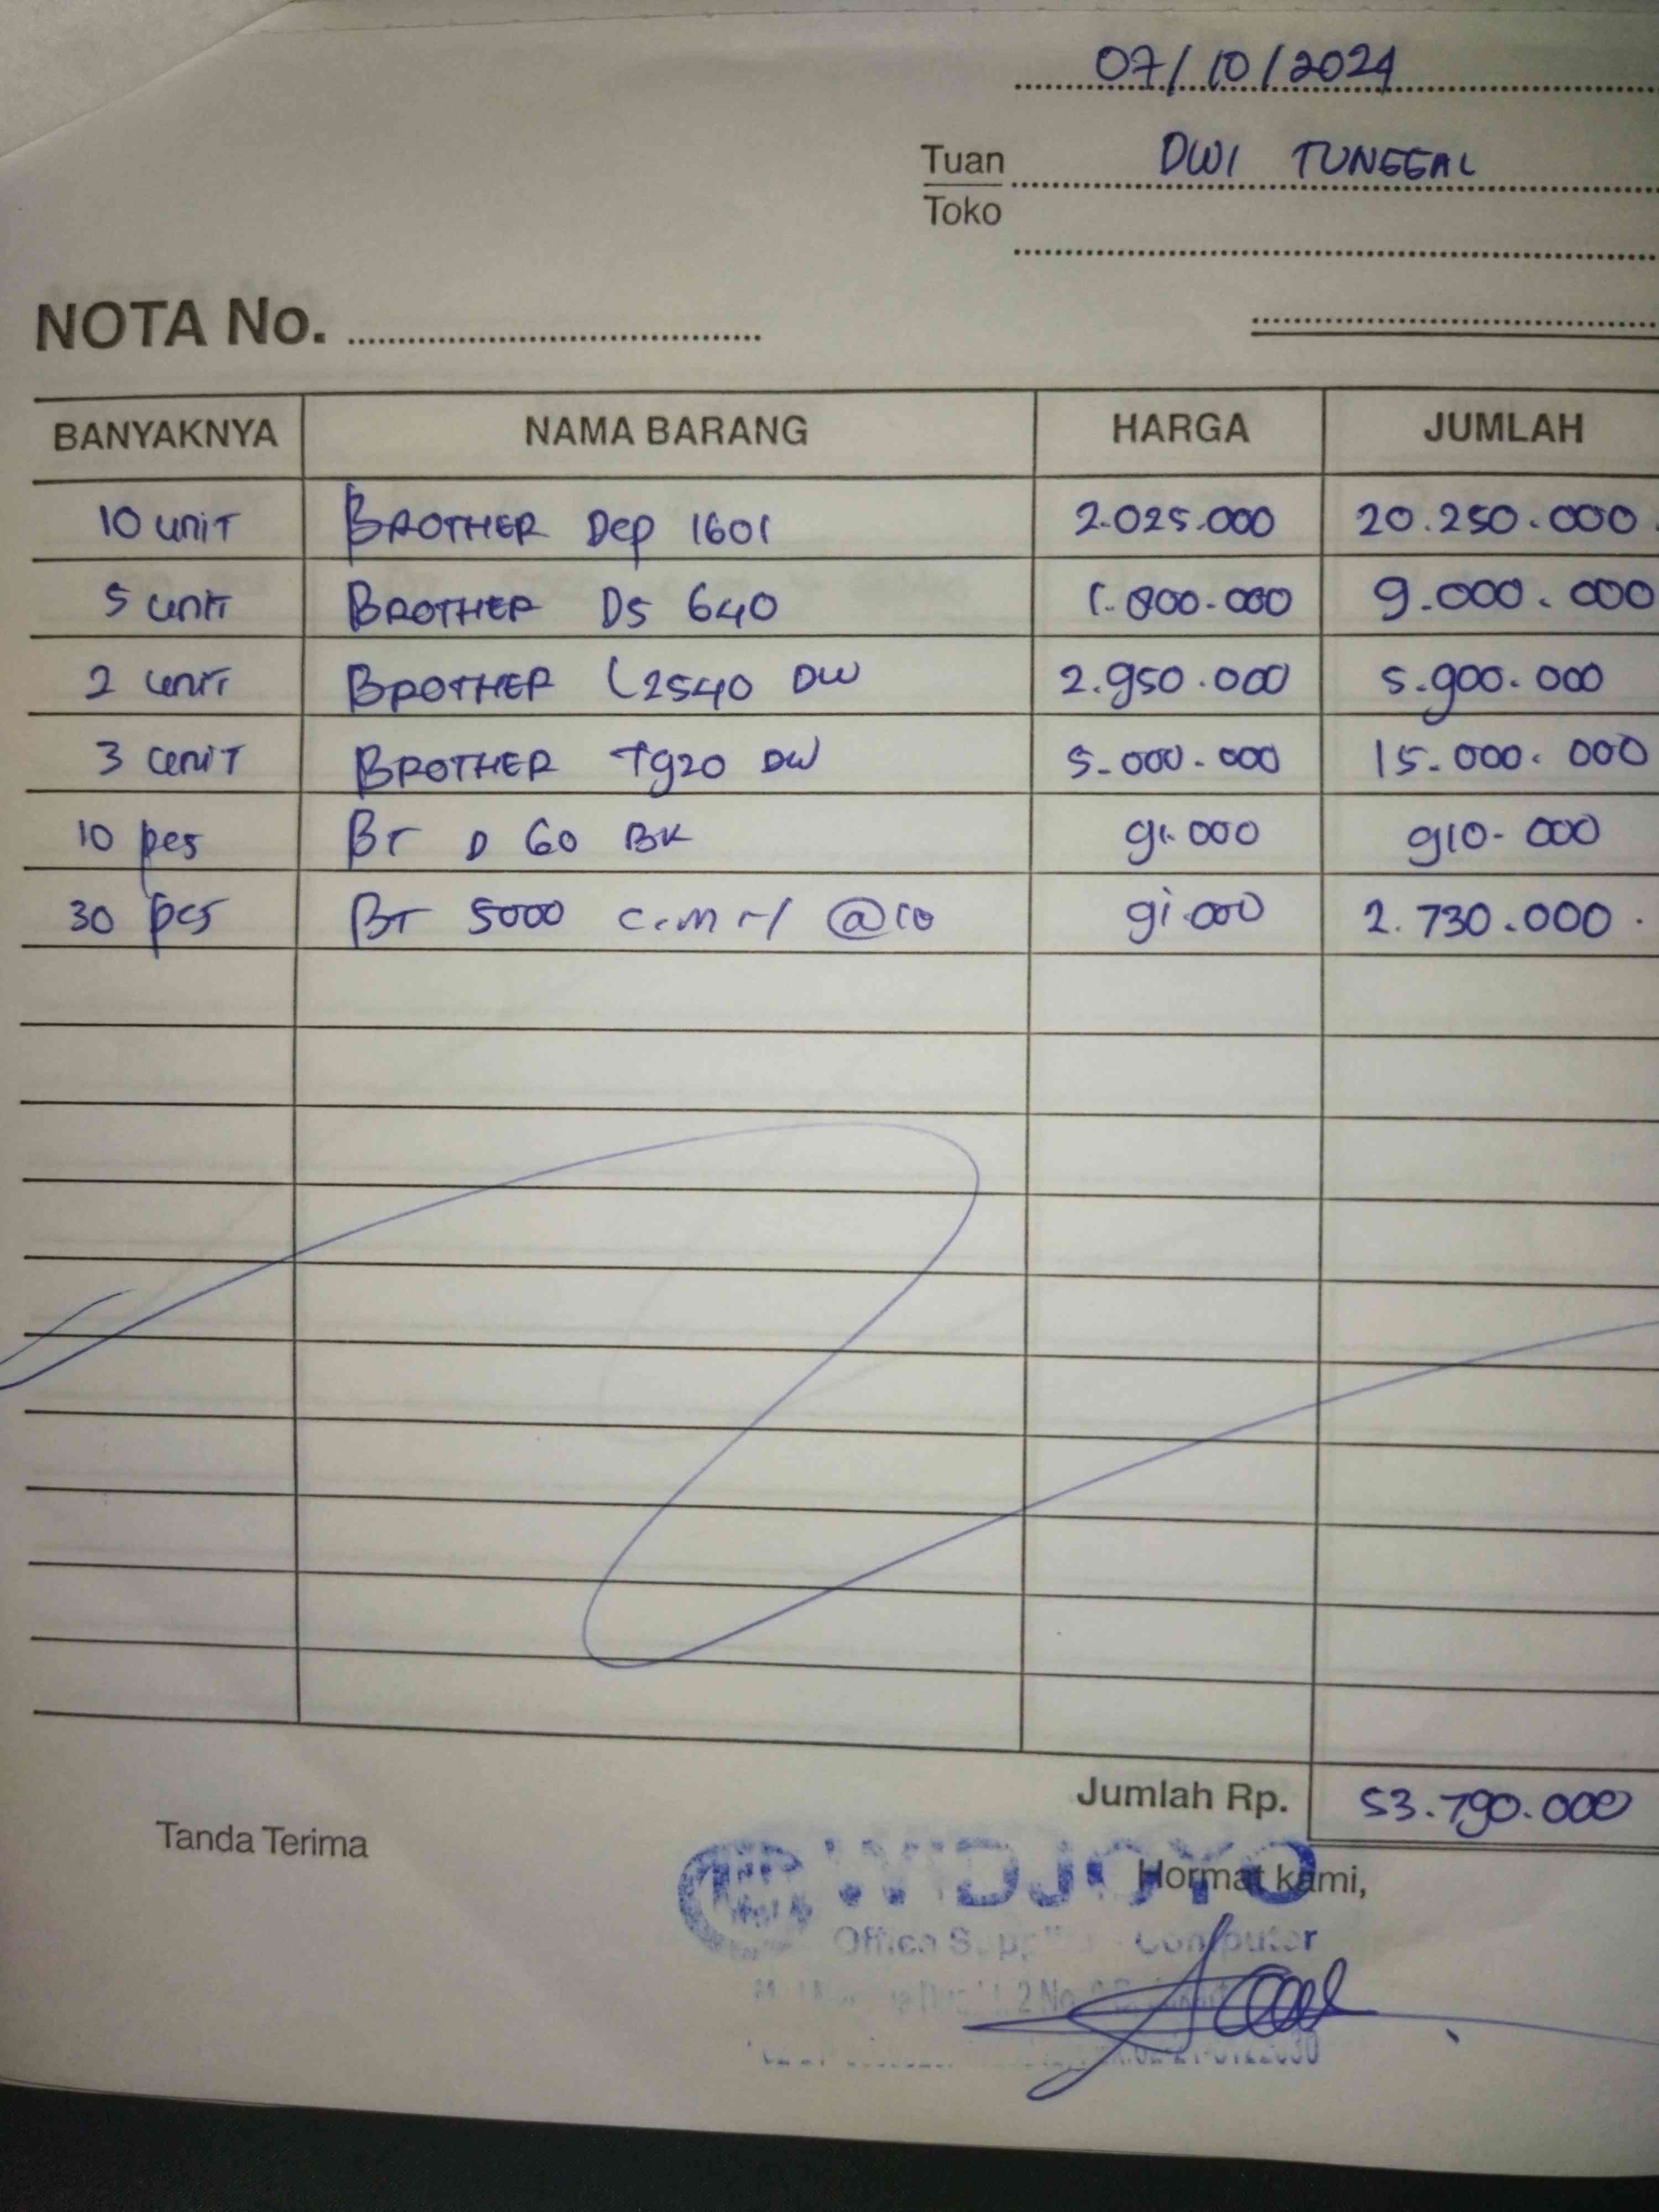 07/10/2024
Tuan DWI TUNGGAL
Toko
NOTA No.
BANYAKNYA NAMA BARANG HARGA JUMLAH
10 unit BROTHER Dcp 1601 2.025.000 20.250.000
5 unit BROTHER DS 640 1.800.000 9.000.000
2 unit BROTHER L2540 DW 2.950.000 5.900.000
3 unit BROTHER T920 DW 5.000.000 15.000.000
10 pcs BT D 60 BK 91.000 910.000
30 pcs BT 5000 C.M.Y/ @10 91.000 2.730.000
Jumlah Rp. 53.790.000
Tanda Terima
Hormat kami,
WIDJOYO
Office Computer